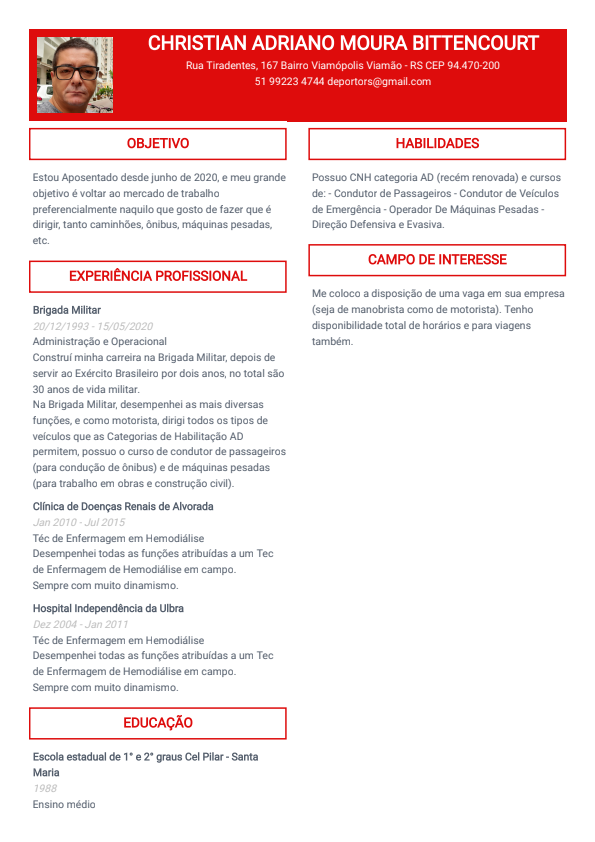 CHRISTIAN ADRIANO MOURA BITTENCOURT
Rua Tiradentes, 167 Bairro Viamópolis Viamão - RS CEP 94.470-200
51 99223 4744 deportors@gmail.com
OBJETIVO
Estou Aposentado desde junho de 2020, e meu grande
objetivo é voltar ao mercado de trabalho
preferencialmente naquilo que gosto de fazer que é
dirigir, tanto caminhões, ônibus, máquinas pesadas,
etc.
EXPERIÊNCIA PROFISSIONAL
Brigada Militar
20/12/1993 - 15/05/2020
Administração e Operacional
Construí minha carreira na Brigada Militar, depois de
servir ao Exército Brasileiro por dois anos, no total são
30 anos de vida militar.
Na Brigada Militar, desempenhei as mais diversas
funções, e como motorista, dirigi todos os tipos de
veículos que as Categorias de Habilitação AD
permitem, possuo o curso de condutor de passageiros
(para condução de ônibus) e de máquinas pesadas
(para trabalho em obras e construção civil).
Clínica de Doenças Renais de Alvorada
Jan 2010 - Jul 2015
Téc de Enfermagem em Hemodiálise
Desempenhei todas as funções atribuídas a um Tec
de Enfermagem de Hemodiálise em campo.
Sempre com muito dinamismo.
Hospital Independência da Ulbra
Dez 2004 - Jan 2011
Téc de Enfermagem em Hemodiálise
Desempenhei todas as funções atribuídas a um Tec
de Enfermagem de Hemodiálise em campo.
Sempre com muito dinamismo.
EDUCAÇÃO
Escola estadual de 1° e 2° graus Cel Pilar - Santa
Maria
1988
Ensino médio
HABILIDADES
Possuo CNH categoria AD (recém renovada) e cursos
de: - Condutor de Passageiros - Condutor de Veículos
de Emergência - Operador De Máquinas Pesadas -
Direção Defensiva e Evasiva.
CAMPO DE INTERESSE
Me coloco a disposição de uma vaga em sua empresa
(seja de manobrista como de motorista). Tenho
disponibilidade total de horários e para viagens
também.